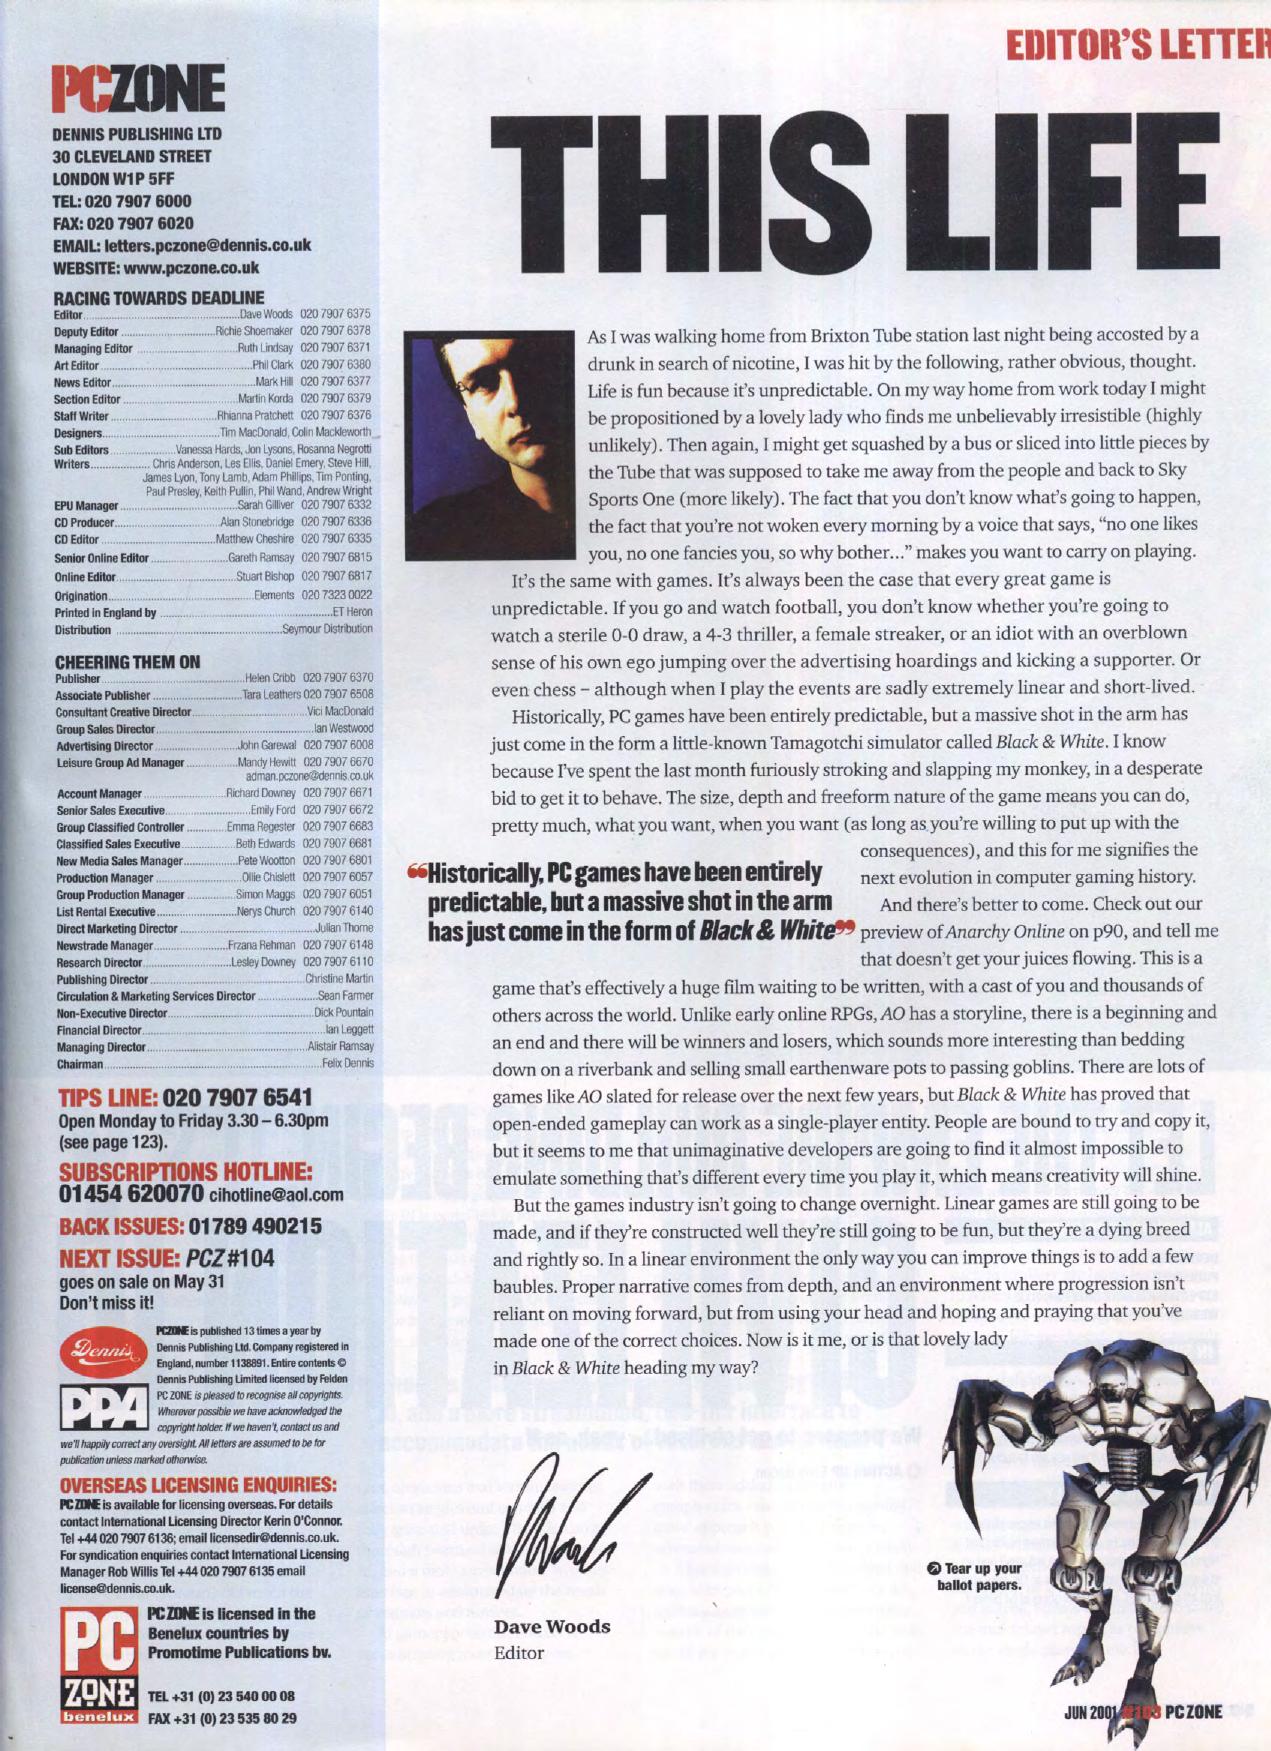 EDITOR'S LETTER
PCZONE
DENNIS PUBLISHING LTD
30 CLEVELAND STREET
LONDON W1P 5FF
TEL: 020 7907 6000
FAX: 020 7907 6020
EMAIL: letters.pczone@dennis.co.uk
WEBSITE: www.pczone.co.uk
RACING TOWARDS DEADLINE
Editor Dave Woods 020 7907 6375
Deputy Editor Richie Shoemaker 020 7907 6378
Managing Editor Ruth Lindsay 020 7907 6371
Art Editor Phil Clark 020 7907 6380
News Editor Mark Hill 020 7907 6377
Section Editor Martin Korda 020 7907 6379
Staff Writer Rhianna Pratchett 020 7907 6376
Designers Tim MacDonald, Colin Mackleworth
Sub Editors Vanessa Hards, Jon Lysons, Rosanna Negrotti
Writers Chris Anderson, Les Ellis, Daniel Emery, Steve Hill,
James Lyon, Tony Lamb, Adam Phillips, Tim Ponting,
Paul Presley, Keith Pullin, Phil Wand, Andrew Wright
EPU Manager Sarah Gilliver 020 7907 6332
CD Producer Alan Stonebridge 020 7907 6336
CD Editor Matthew Cheshire 020 7907 6335
Senior Online Editor Gareth Ramsay 020 7907 6815
Online Editor Stuart Bishop 020 7907 6817
Origination Elements 020 7323 0022
Printed in England by ET Heron
Distribution Seymour Distribution
CHEERING THEM ON
Publisher Helen Cribb 020 7907 6370
Associate Publisher Tara Leathers 020 7907 6508
Consultant Creative Director Vici MacDonald
Group Sales Director Ian Westwood
Advertising Director John Garewal 020 7907 6008
Leisure Group Ad Manager Mandy Hewitt 020 7907 6670
adman.pczone@dennis.co.uk
Account Manager Richard Downey 020 7907 6671
Senior Sales Executive Emily Ford 020 7907 6672
Group Classified Controller Emma Regester 020 7907 6683
Classified Sales Executive Beth Edwards 020 7907 6681
New Media Sales Manager Pete Wootton 020 7907 6801
Production Manager Ollie Chislett 020 7907 6057
Group Production Manager Simon Maggs 020 7907 6051
List Rental Executive Nerys Church 020 7907 6140
Direct Marketing Director Julian Thorne
Newstrade Manager Frzana Rehman 020 7907 6148
Research Director Lesley Downey 020 7907 6110
Publishing Director Christine Martin
Circulation & Marketing Services Director Sean Farmer
Non-Executive Director Dick Pountain
Financial Director Ian Leggett
Managing Director Alistair Ramsay
Chairman Felix Dennis
TIPS LINE: 020 7907 6541
Open Monday to Friday 3.30 – 6.30pm
(see page 123).
SUBSCRIPTIONS HOTLINE:
01454 620070 cihotline@aol.com
BACK ISSUES: 01789 490215
NEXT ISSUE: PCZ #104
goes on sale on May 31
Don't miss it!
Dennis
PPA
PCZONE is published 13 times a year by
Dennis Publishing Ltd. Company registered in
England, number 1138891. Entire contents ©
Dennis Publishing Limited licensed by Felden
PC ZONE is pleased to recognise all copyrights.
Wherever possible we have acknowledged the
copyright holder. If we haven't, contact us and
we'll happily correct any oversight. All letters are assumed to be for
publication unless marked otherwise.
OVERSEAS LICENSING ENQUIRIES:
PC ZONE is available for licensing overseas. For details
contact International Licensing Director Kerin O'Connor.
Tel +44 020 7907 6136; email licensedir@dennis.co.uk.
For syndication enquiries contact International Licensing
Manager Rob Willis Tel +44 020 7907 6135 email
license@dennis.co.uk.
PC ZONE benelux
PC ZONE is licensed in the
Benelux countries by
Promotime Publications bv.
TEL +31 (0) 23 540 00 08
FAX +31 (0) 23 535 80 29
THIS LIFE
As I was walking home from Brixton Tube station last night being accosted by a
drunk in search of nicotine, I was hit by the following, rather obvious, thought.
Life is fun because it's unpredictable. On my way home from work today I might
be propositioned by a lovely lady who finds me unbelievably irresistible (highly
unlikely). Then again, I might get squashed by a bus or sliced into little pieces by
the Tube that was supposed to take me away from the people and back to Sky
Sports One (more likely). The fact that you don't know what's going to happen,
the fact that you're not woken every morning by a voice that says, "no one likes
you, no one fancies you, so why bother..." makes you want to carry on playing.
It's the same with games. It's always been the case that every great game is
unpredictable. If you go and watch football, you don't know whether you're going to
watch a sterile 0-0 draw, a 4-3 thriller, a female streaker, or an idiot with an overblown
sense of his own ego jumping over the advertising hoardings and kicking a supporter. Or
even chess – although when I play the events are sadly extremely linear and short-lived.
Historically, PC games have been entirely predictable, but a massive shot in the arm has
just come in the form a little-known Tamagotchi simulator called Black & White. I know
because I've spent the last month furiously stroking and slapping my monkey, in a desperate
bid to get it to behave. The size, depth and freeform nature of the game means you can do,
pretty much, what you want, when you want (as long as you're willing to put up with the
consequences), and this for me signifies the
next evolution in computer gaming history.
And there's better to come. Check out our
preview of Anarchy Online on p90, and tell me
that doesn't get your juices flowing. This is a
game that's effectively a huge film waiting to be written, with a cast of you and thousands of
others across the world. Unlike early online RPGs, AO has a storyline, there is a beginning and
an end and there will be winners and losers, which sounds more interesting than bedding
down on a riverbank and selling small earthenware pots to passing goblins. There are lots of
games like AO slated for release over the next few years, but Black & White has proved that
open-ended gameplay can work as a single-player entity. People are bound to try and copy it,
but it seems to me that unimaginative developers are going to find it almost impossible to
emulate something that's different every time you play it, which means creativity will shine.
But the games industry isn't going to change overnight. Linear games are still going to be
made, and if they're constructed well they're still going to be fun, but they're a dying breed
and rightly so. In a linear environment the only way you can improve things is to add a few
baubles. Proper narrative comes from depth, and an environment where progression isn't
reliant on moving forward, but from using your head and hoping and praying that you've
made one of the correct choices. Now is it me, or is that lovely lady
in Black & White heading my way?
“Historically, PC games have been entirely
predictable, but a massive shot in the arm
has just come in the form of Black & White”
Dave Woods
Editor
Tear up your
ballot papers.
JUN 2001 #103 PC ZONE